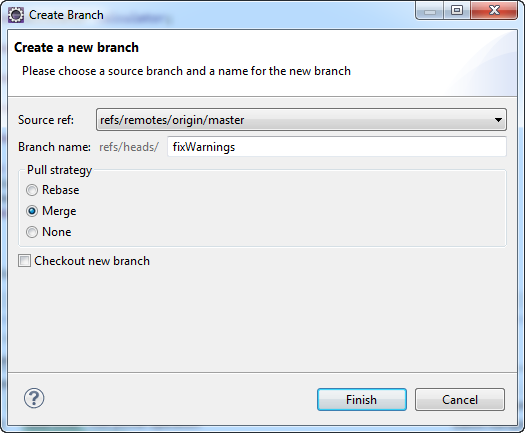 Create Branch
Create a new branch
Please choose a source branch and a name for the new branch
Source ref: refs/remotes/origin/master
Branch name: refs/heads/ fixWarnings
Pull strategy
Rebase
Merge
None
Checkout new branch
? Finish Cancel